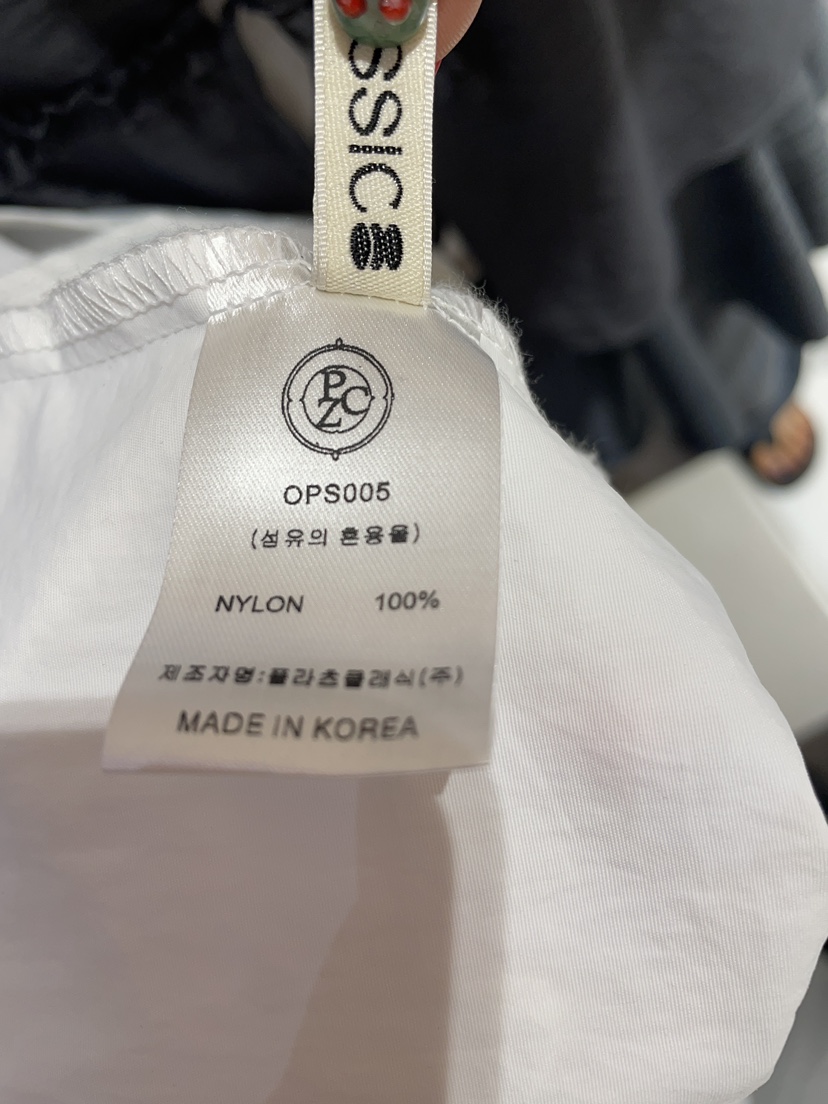 SSIC
PZC
OPS005
(섬유의 혼용율)
NYLON 100%
제조자명:플라츠클래식(주)
MADE IN KOREA